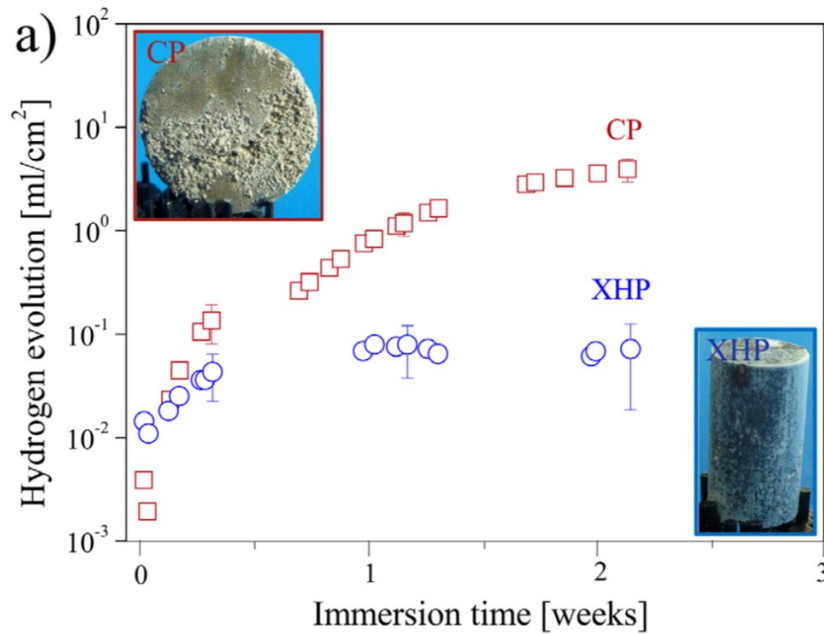 a)
Hydrogen evolution [ml/cm²]
10²
10¹
10⁰
10⁻¹
10⁻²
10⁻³
CP
CP
XHP
XHP
0 1 2 3
Immersion time [weeks]